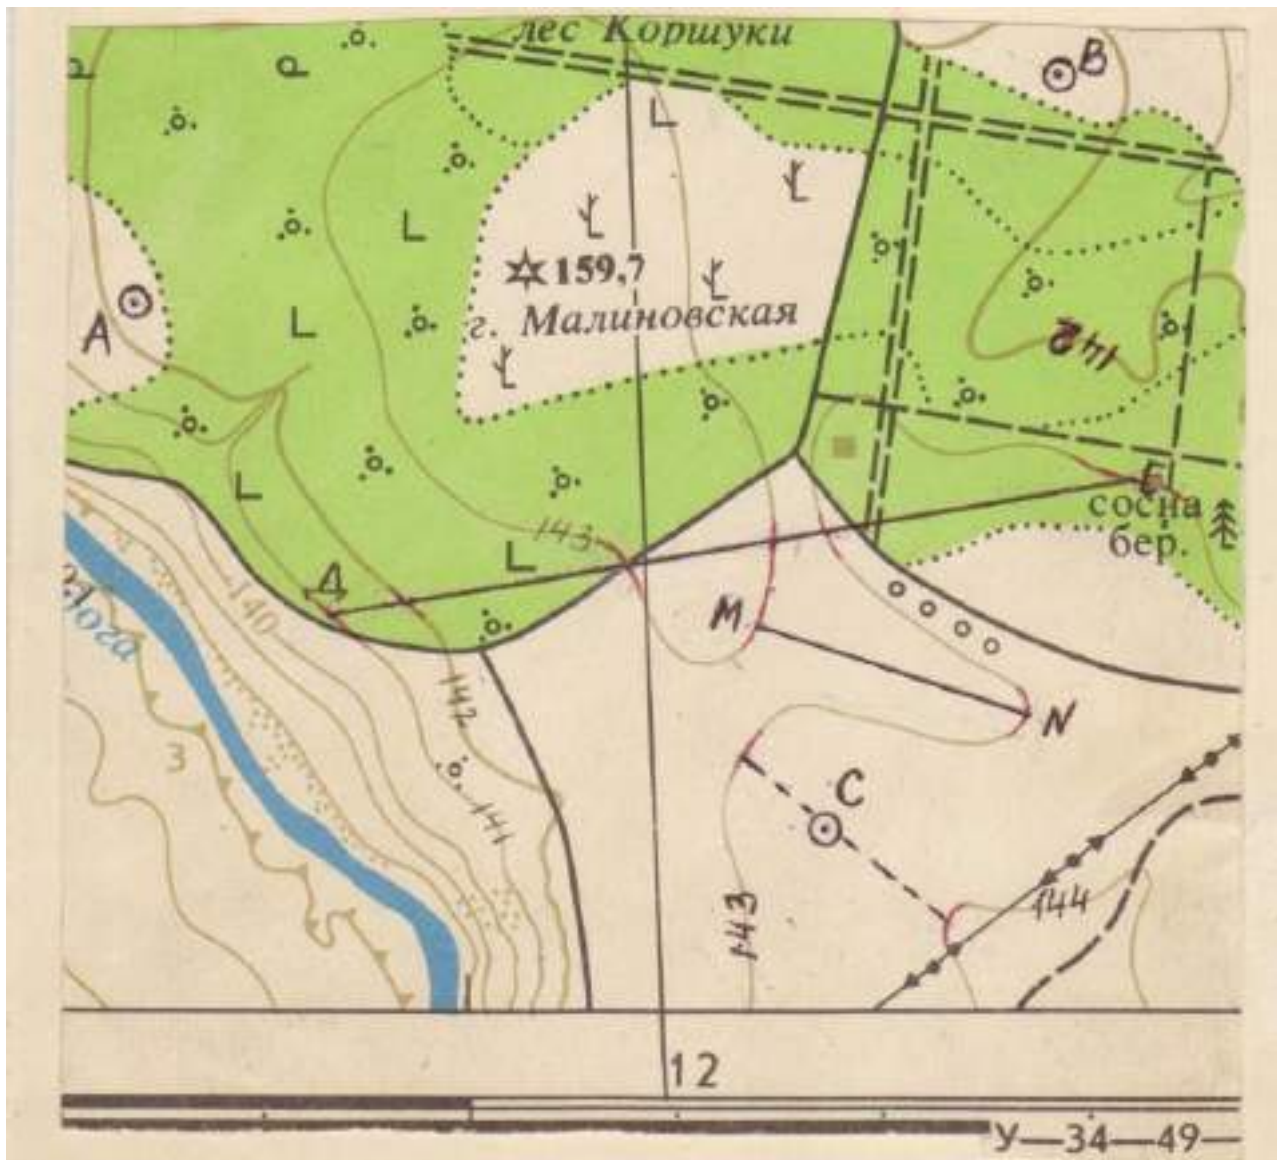 лес Коршуки
В
159,7
г. Малиновская
А
142
Е
сосна
бер.
143
Д
140
М
N
142
3
С
141
143
144
12
У—34—49—